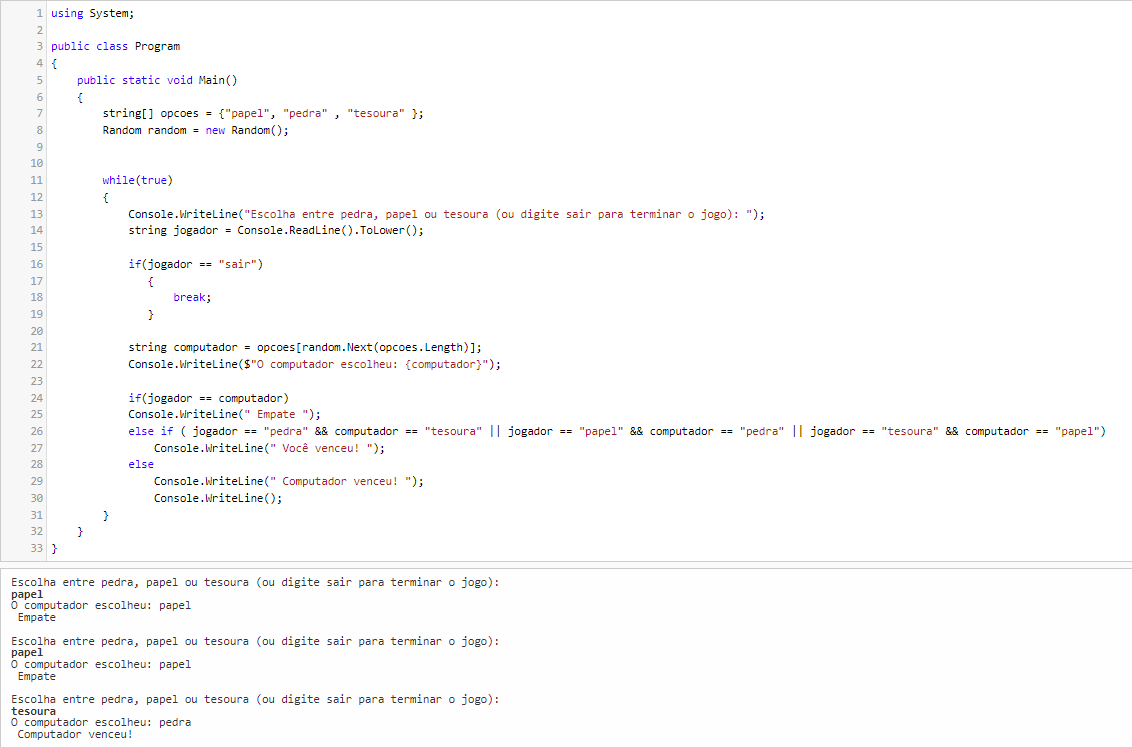 1 using System;
2
3 public class Program
4 {
5     public static void Main()
6     {
7         string[] opcoes = {"papel", "pedra" , "tesoura" };
8         Random random = new Random();
9
10
11         while(true)
12         {
13             Console.WriteLine("Escolha entre pedra, papel ou tesoura (ou digite sair para terminar o jogo): ");
14             string jogador = Console.ReadLine().ToLower();
15
16             if(jogador == "sair")
17                {
18                    break;
19                }
20
21             string computador = opcoes[random.Next(opcoes.Length)];
22             Console.WriteLine($"O computador escolheu: {computador}");
23
24             if(jogador == computador)
25             Console.WriteLine(" Empate ");
26             else if ( jogador == "pedra" && computador == "tesoura" || jogador == "papel" && computador == "pedra" || jogador == "tesoura" && computador == "papel")
27                 Console.WriteLine(" Você venceu! ");
28             else
29                 Console.WriteLine(" Computador venceu! ");
30                 Console.WriteLine();
31         }
32     }
33 }
Escolha entre pedra, papel ou tesoura (ou digite sair para terminar o jogo):
papel
O computador escolheu: papel
 Empate
Escolha entre pedra, papel ou tesoura (ou digite sair para terminar o jogo):
papel
O computador escolheu: papel
 Empate
Escolha entre pedra, papel ou tesoura (ou digite sair para terminar o jogo):
tesoura
O computador escolheu: pedra
 Computador venceu!